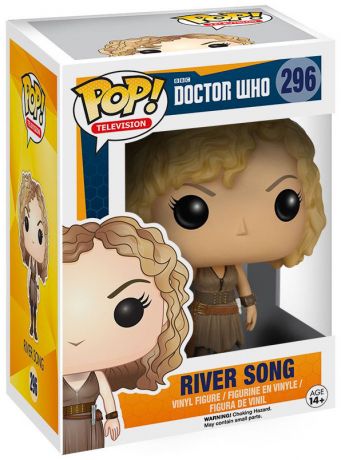 POP!
TELEVISION
RIVER SONG
296
POP!
TELEVISION
BBC
DOCTOR WHO
296
RIVER SONG
VINYL FIGURE / FIGURINE EN VINYLE /
FIGURA DE VINIL
WARNING! Choking Hazard.
May contain small parts.
AGE
14+